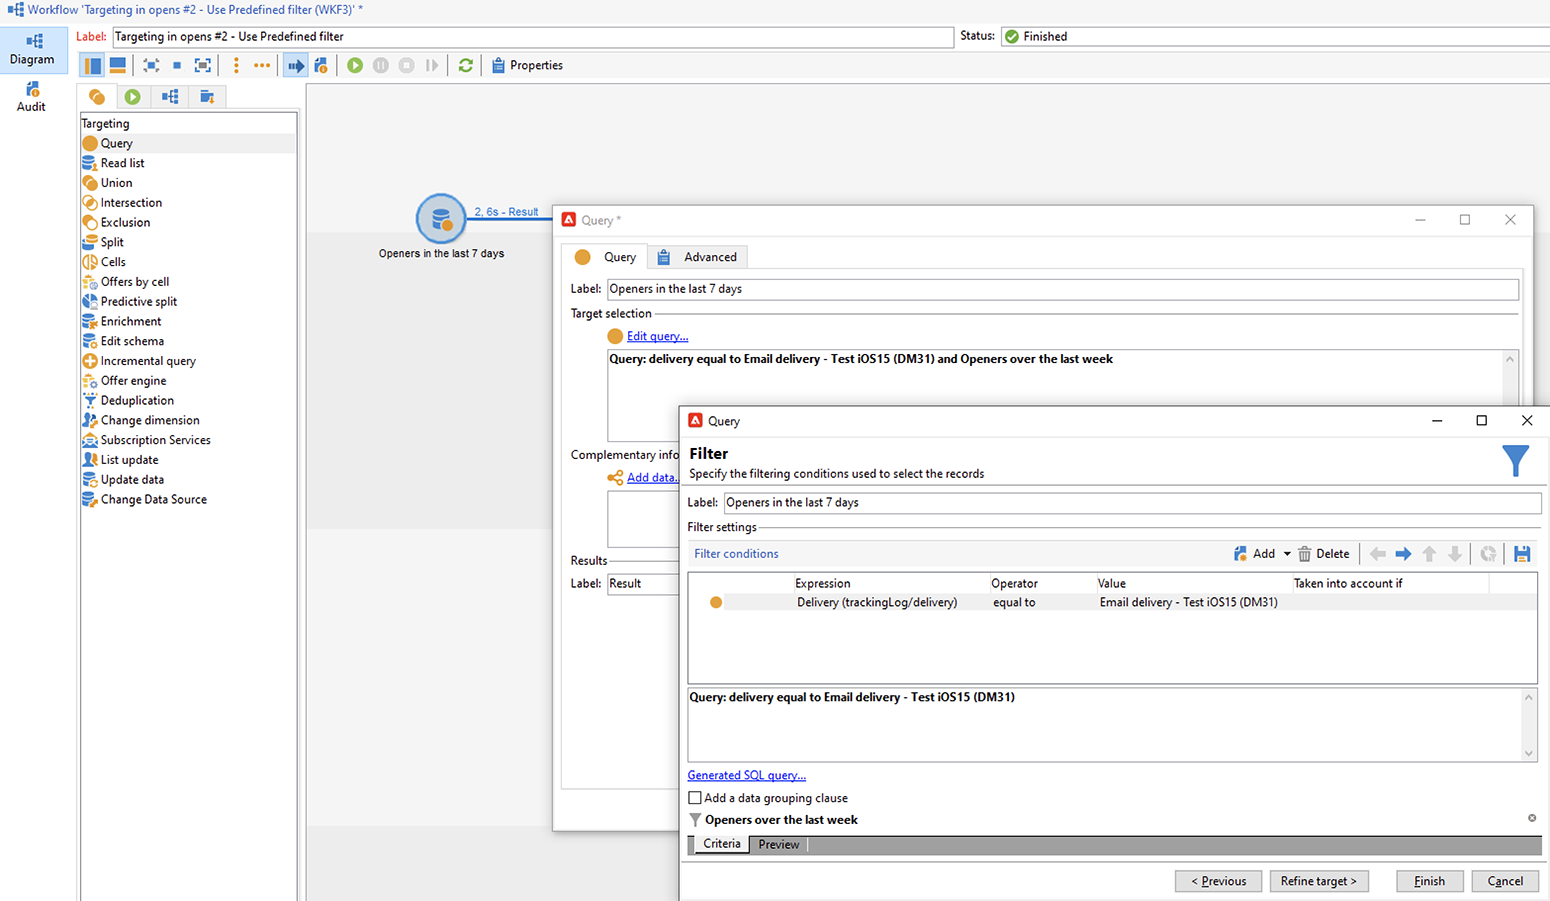 Workflow 'Targeting in opens #2 - Use Predefined filter (WKF3)' *
Diagram
Audit
Label: Targeting in opens #2 - Use Predefined filter
Status: Finished
Properties
Targeting
Query
Read list
Union
Intersection
Exclusion
Split
Cells
Offers by cell
Predictive split
Enrichment
Edit schema
Incremental query
Offer engine
Deduplication
Change dimension
Subscription Services
List update
Update data
Change Data Source
2, 6s - Result
Openers in the last 7 days
Query *
Query Advanced
Label: Openers in the last 7 days
Target selection
Edit query...
Query: delivery equal to Email delivery - Test iOS15 (DM31) and Openers over the last week
Complementary info
Add data..
Results
Label: Result
Query
Filter
Specify the filtering conditions used to select the records
Label: Openers in the last 7 days
Filter settings
Filter conditions Add Delete
Expression Operator Value Taken into account if
Delivery (trackingLog/delivery) equal to Email delivery - Test iOS15 (DM31)
Query: delivery equal to Email delivery - Test iOS15 (DM31)
Generated SQL query...
Add a data grouping clause
Openers over the last week
Criteria Preview
< Previous Refine target > Finish Cancel